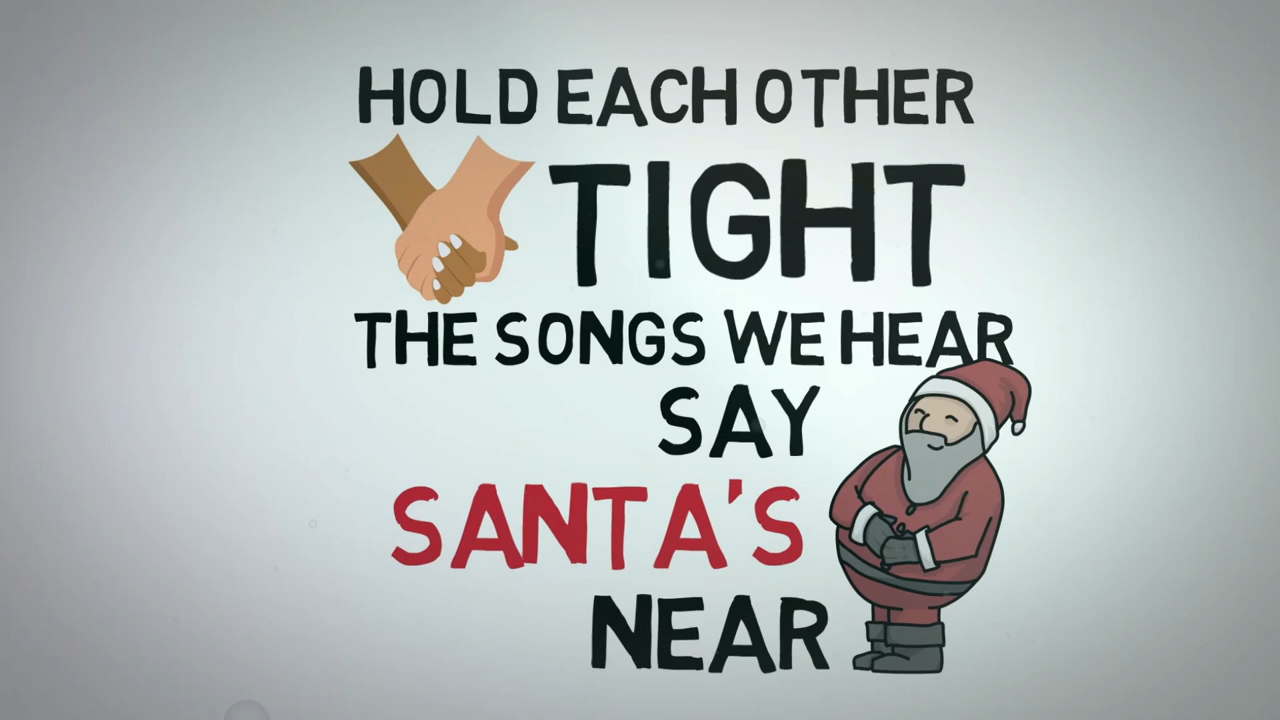 HOLD EACH OTHER
TIGHT
THE SONGS WE HEAR
SAY
SANTA'S
NEAR